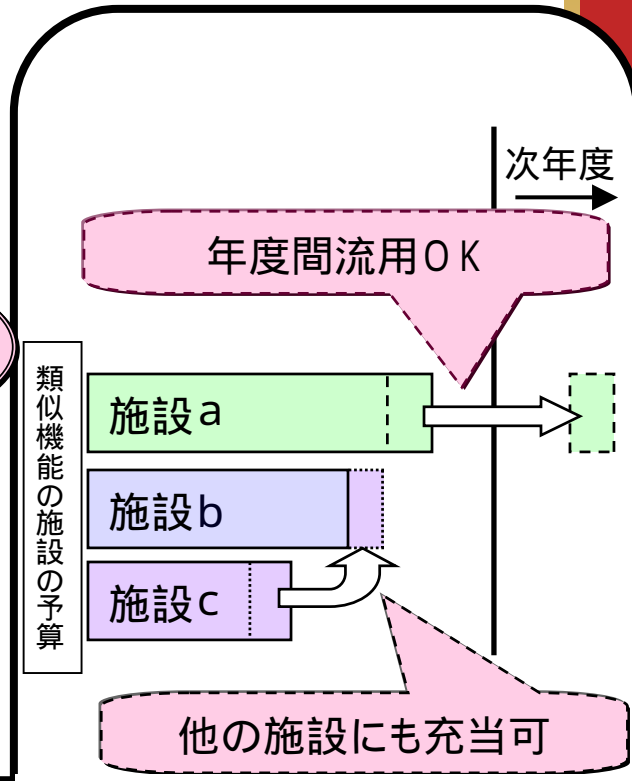 次年度
年度間流用OK
類似機能の施設の予算
施設a
施設b
施設c
他の施設にも充当可